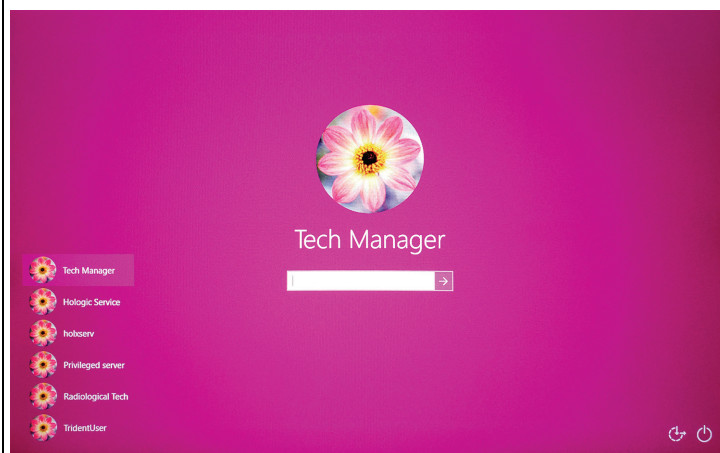 Tech Manager
Tech Manager
Hologic Service
holxserv
Privileged server
Radiological Tech
TridentUser